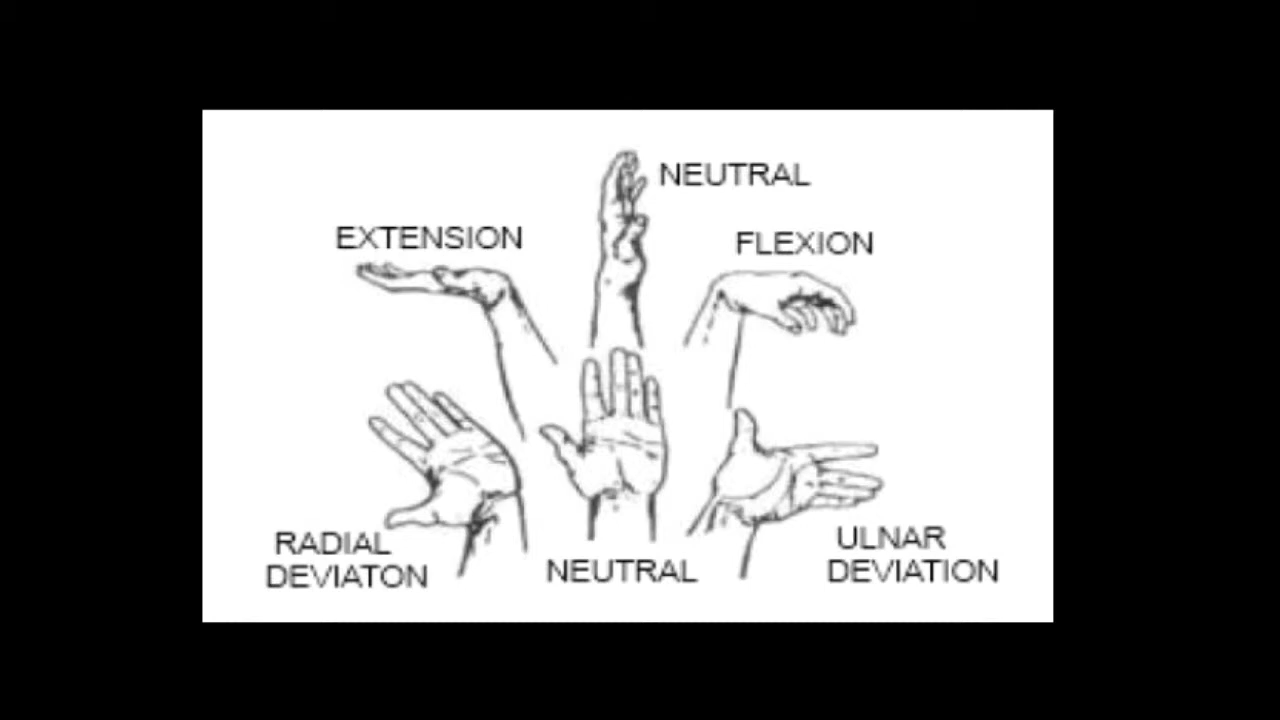 NEUTRAL
EXTENSION
FLEXION
RADIAL
DEVIATON
NEUTRAL
ULNAR
DEVIATION